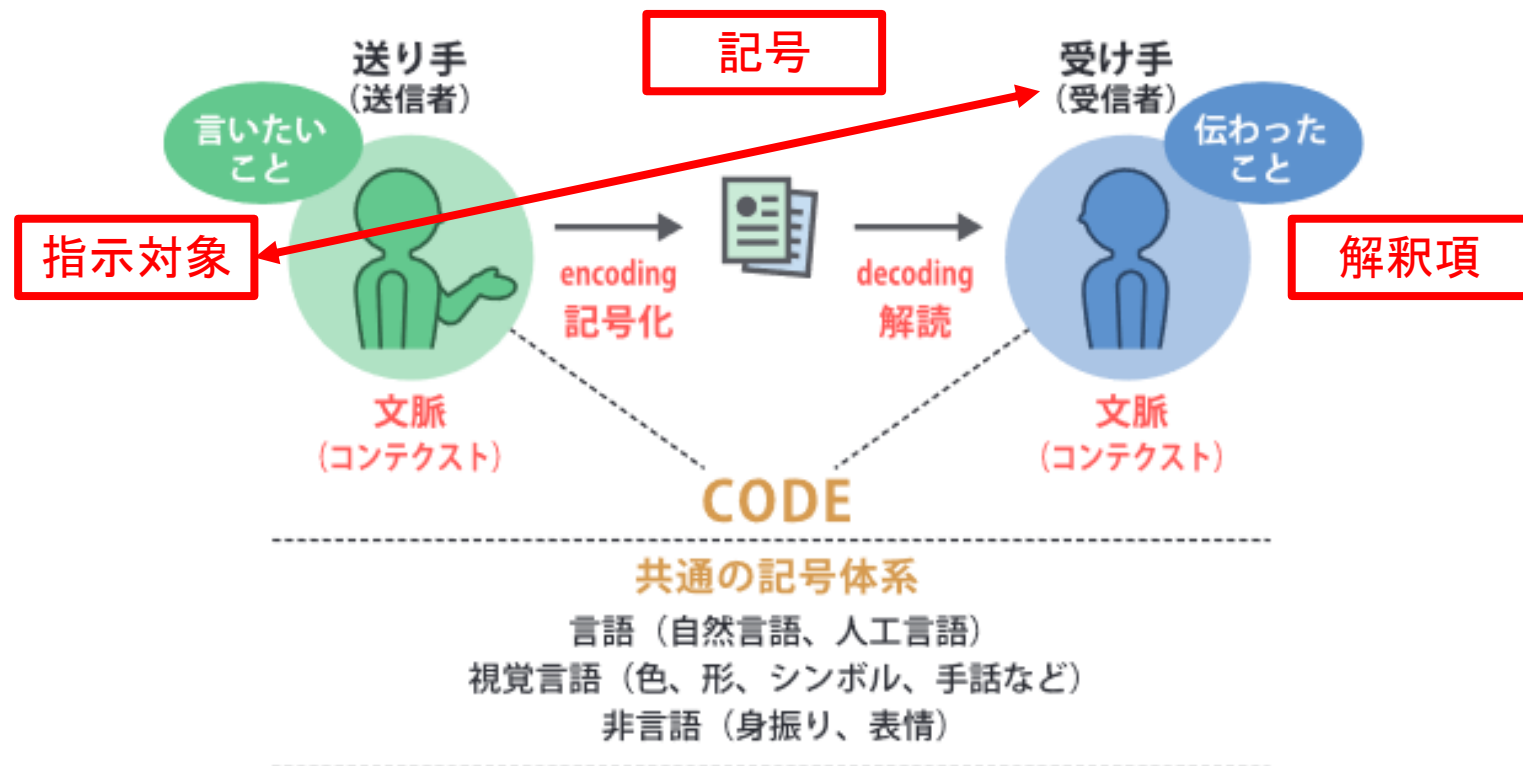 記号
送り手
（送信者）
受け手
（受信者）
言いたい
こと
伝わった
こと
指示対象
解釈項
encoding
記号化
decoding
解読
文脈
（コンテクスト）
文脈
（コンテクスト）
CODE
共通の記号体系
言語（自然言語、人工言語）
視覚言語（色、形、シンボル、手話など）
非言語（身振り、表情）